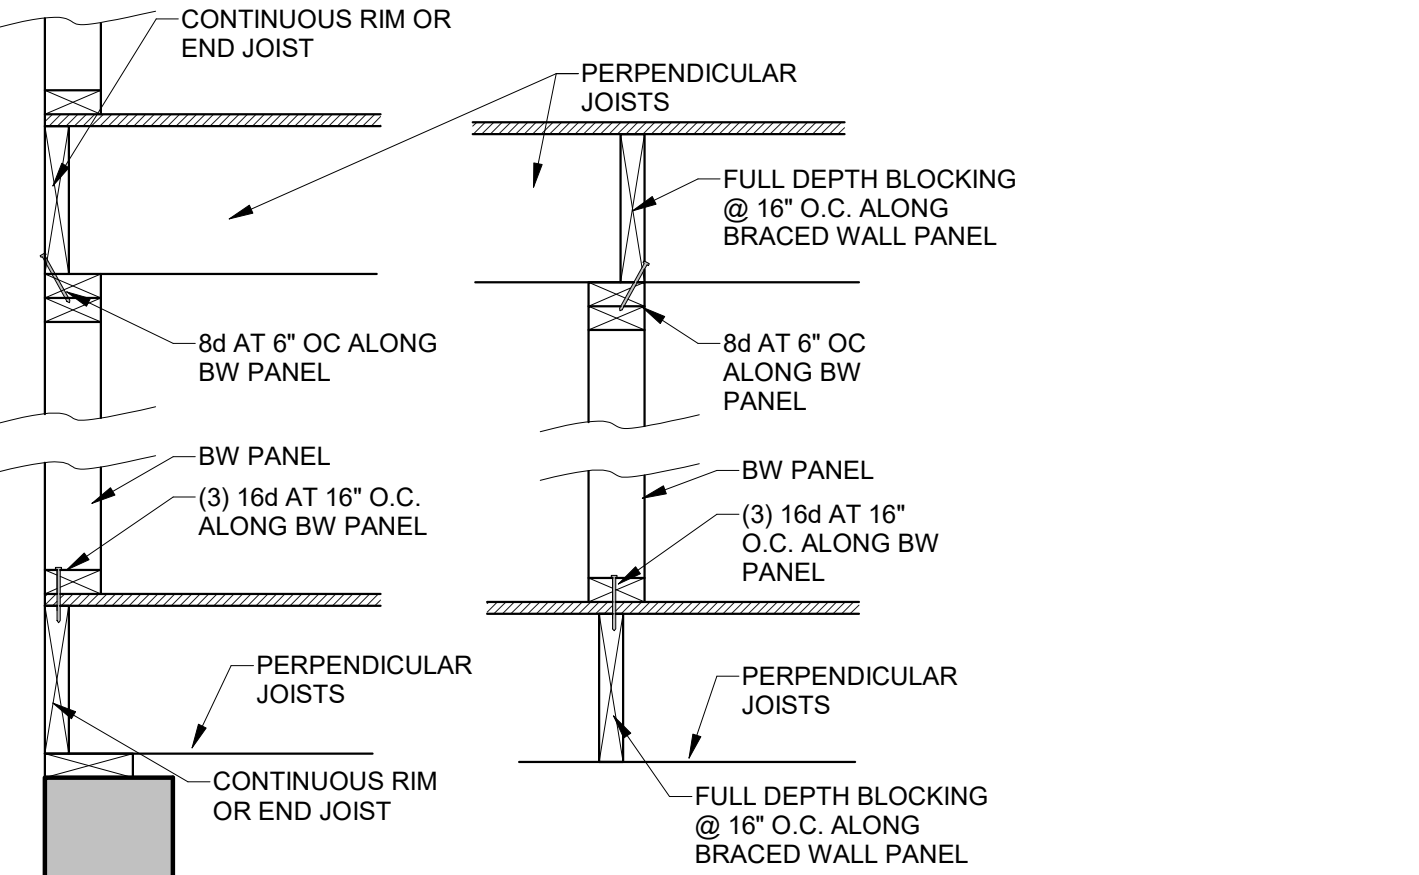 CONTINUOUS RIM OR
END JOIST
PERPENDICULAR
JOISTS
FULL DEPTH BLOCKING
@ 16" O.C. ALONG
BRACED WALL PANEL
8d AT 6" OC ALONG
BW PANEL
8d AT 6" OC
ALONG BW
PANEL
BW PANEL
(3) 16d AT 16" O.C.
ALONG BW PANEL
BW PANEL
(3) 16d AT 16"
O.C. ALONG BW
PANEL
PERPENDICULAR
JOISTS
CONTINUOUS RIM
OR END JOIST
PERPENDICULAR
JOISTS
FULL DEPTH BLOCKING
@ 16" O.C. ALONG
BRACED WALL PANEL